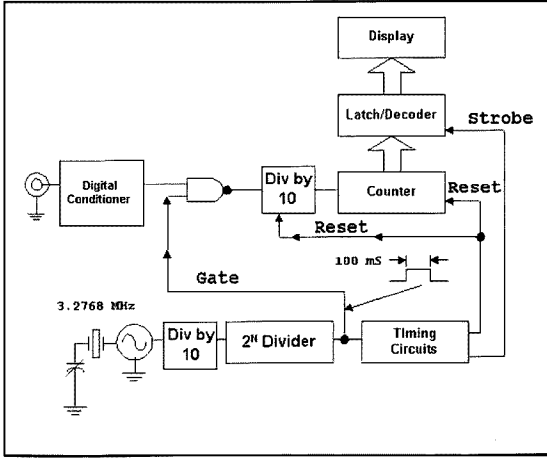 Display
Latch/Decoder
Strobe
Digital
Conditioner
Div by
10
Counter
Reset
Reset
100 mS
Gate
3.2768 MHz
Div by
10
2ᴺ Divider
TIming
Circuits